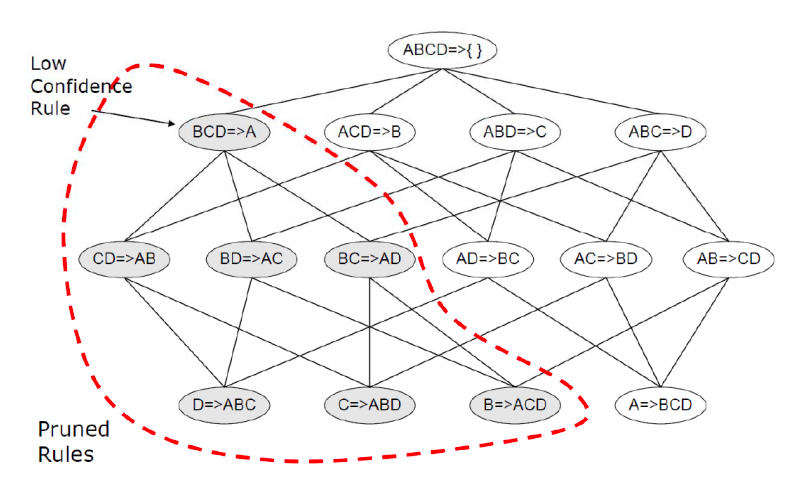 ABCD=>{ }
Low
Confidence
Rule
BCD=>A
ACD=>B
ABD=>C
ABC=>D
CD=>AB
BD=>AC
BC=>AD
AD=>BC
AC=>BD
AB=>CD
D=>ABC
C=>ABD
B=>ACD
A=>BCD
Pruned
Rules